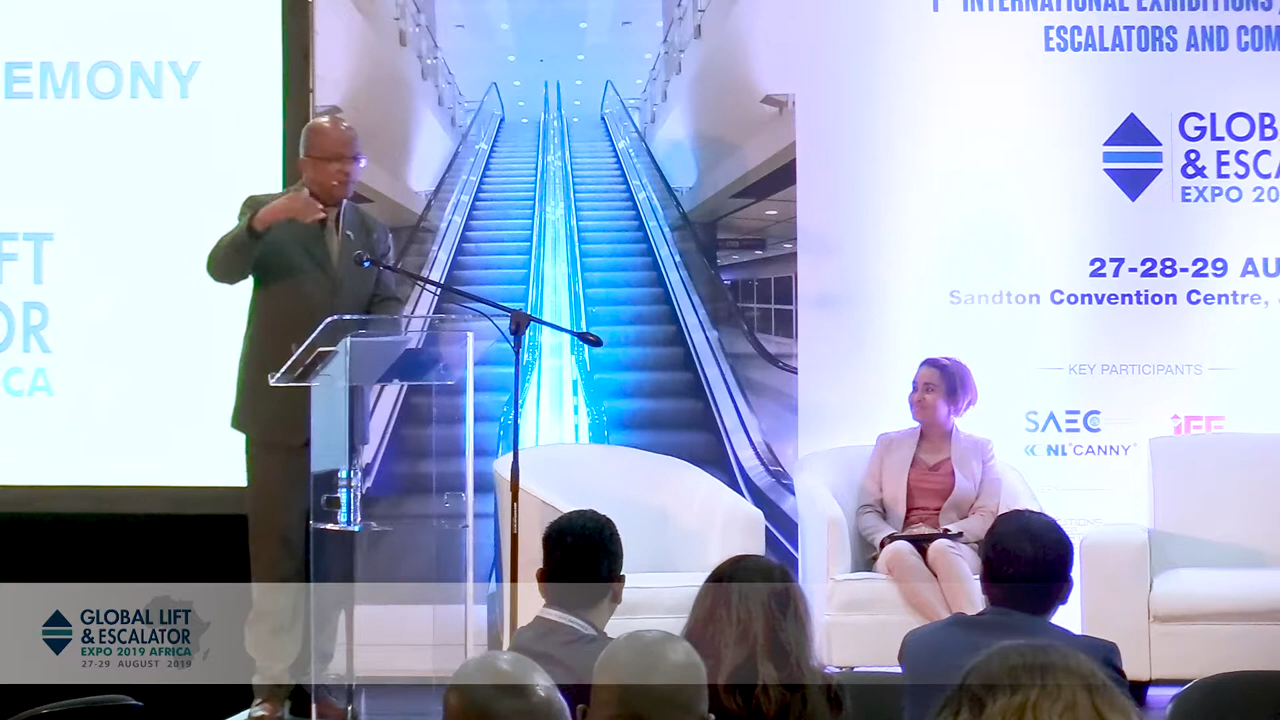 EMONY
FT
OR
CA
1 INTERNATIONAL EXHIBITIONS
ESCALATORS AND COM
GLOB
& ESCA
EXPO 20
27-28-29 AU
Sandton Convention Centre,
KEY PARTICIPANTS
SAEC
NL CANNY
GLOBAL LIFT
& ESCALATOR
EXPO 2019 AFRICA
27-29 AUGUST 2019